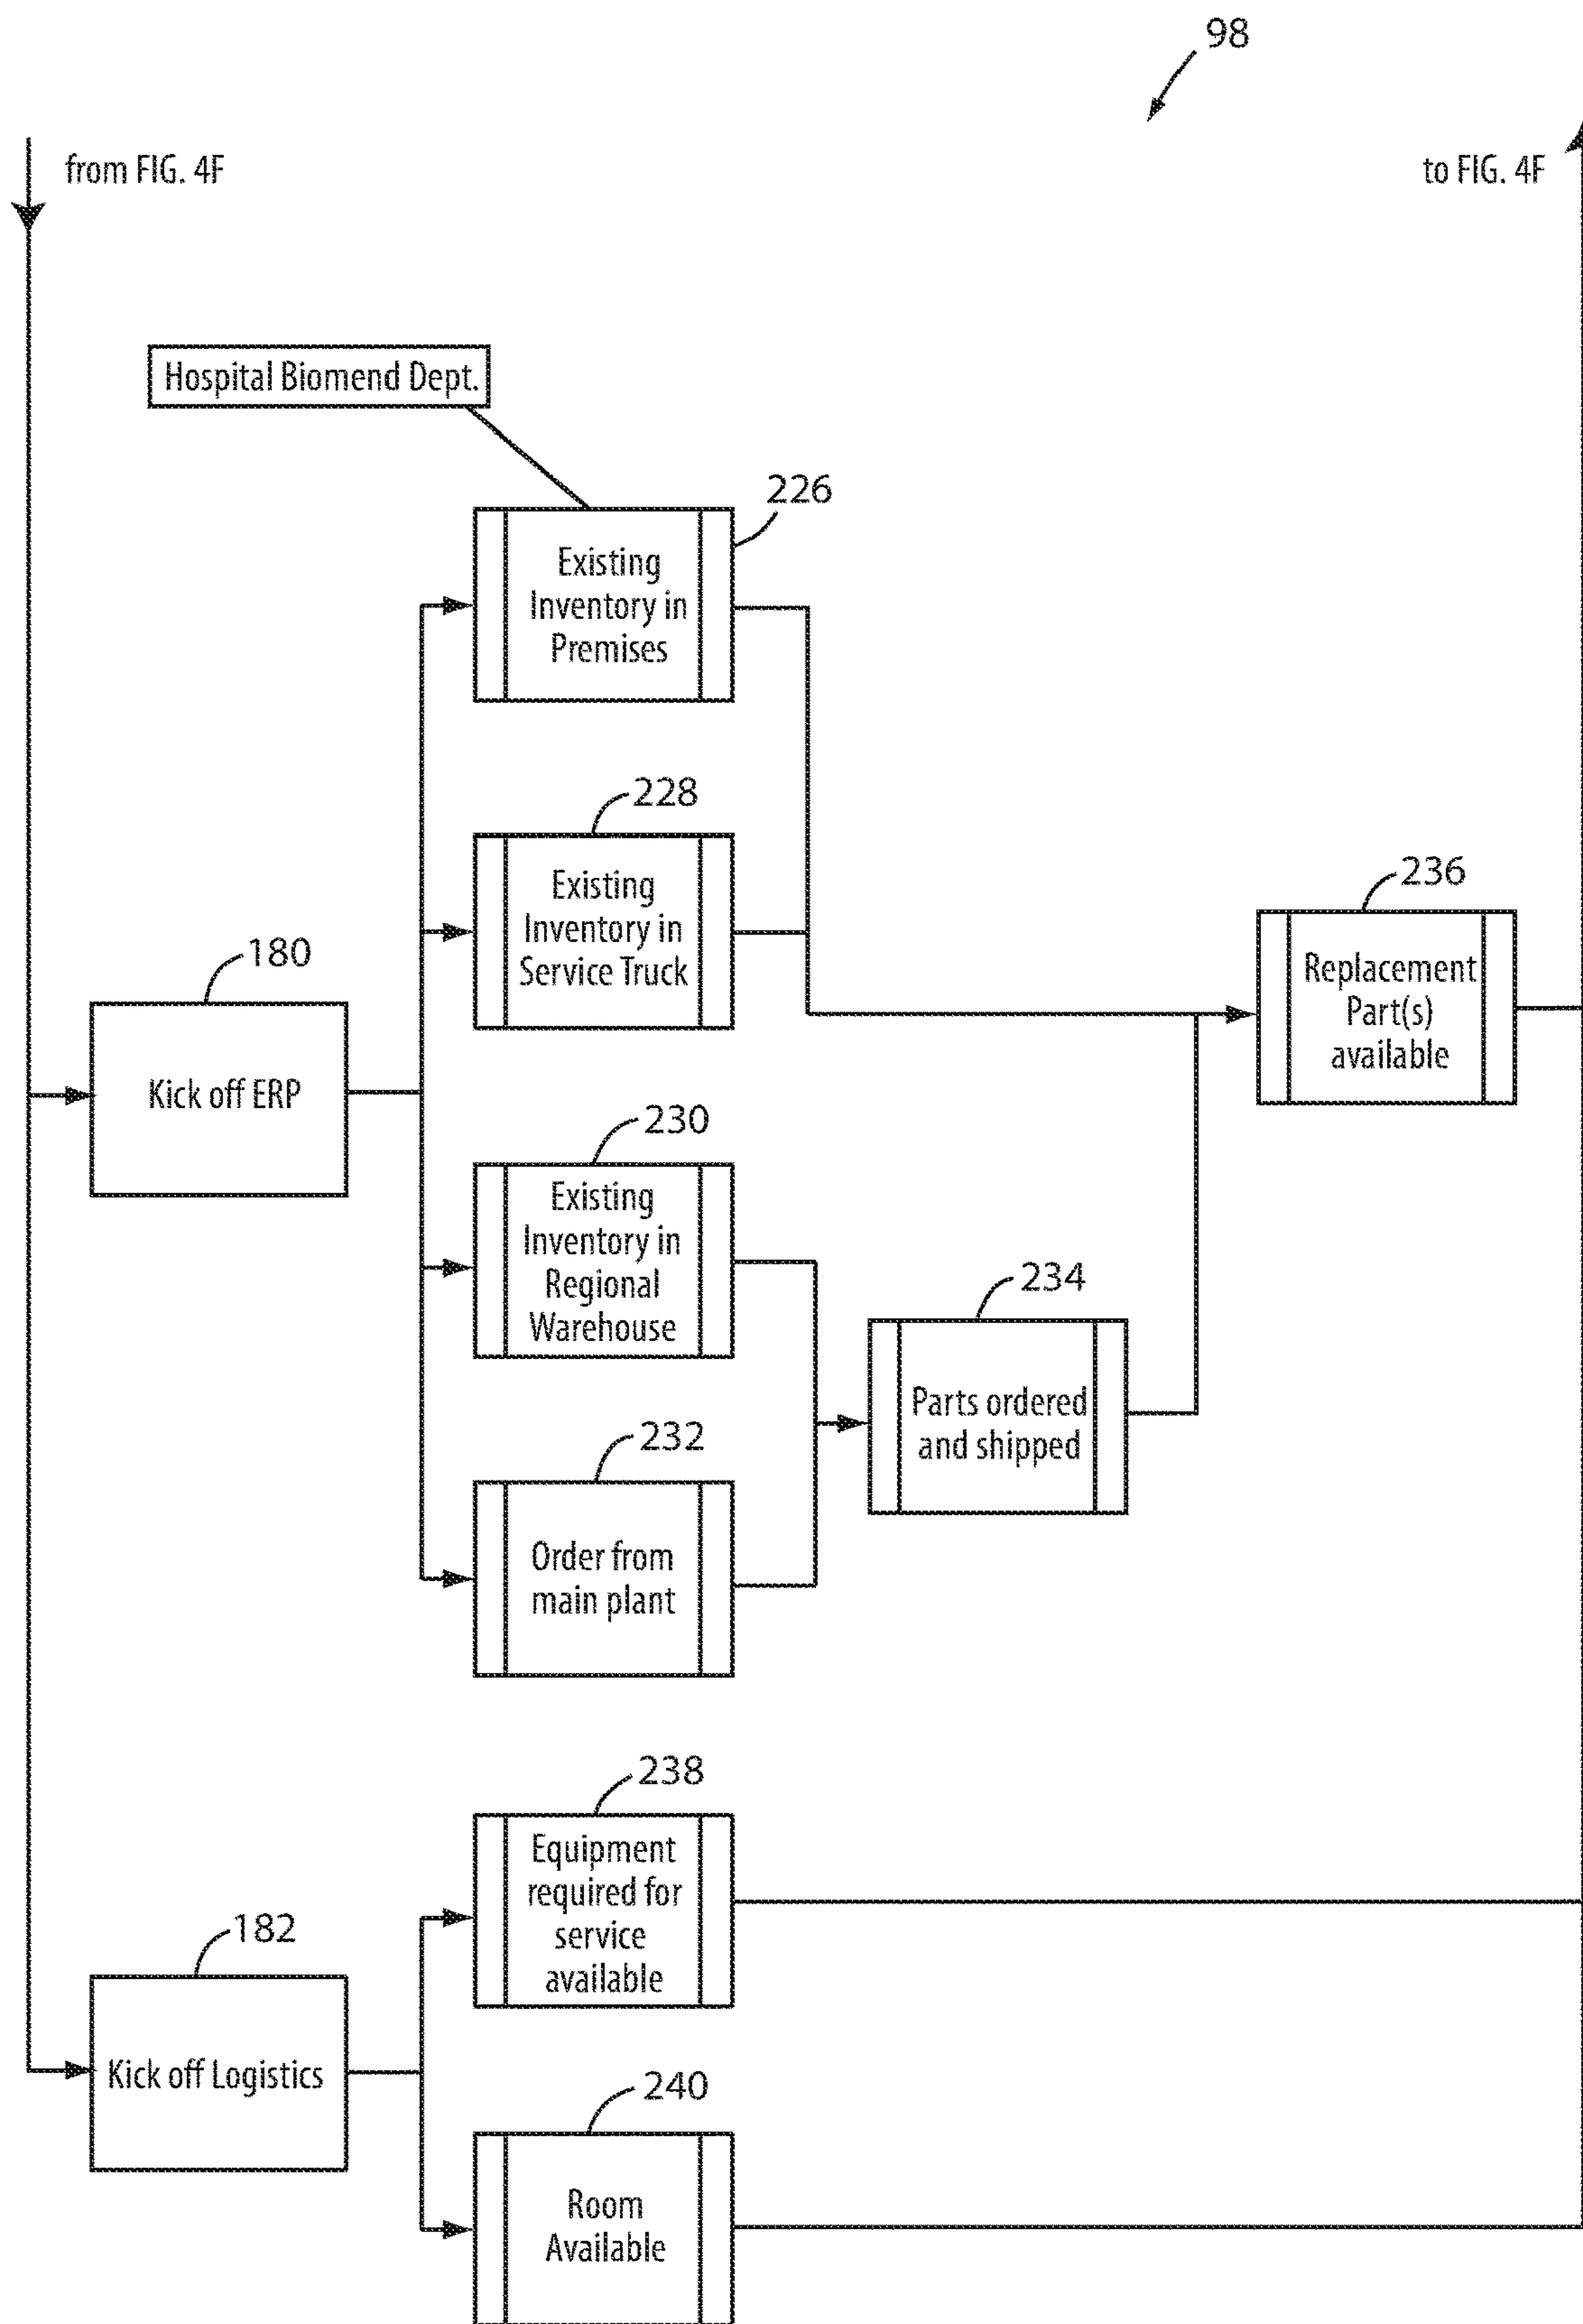 98
from FIG. 4F
to FIG. 4F
Hospital Biomend Dept.
226
Existing
Inventory in
Premises
228
Existing
Inventory in
Service Truck
236
Replacement
Part(s)
available
180
Kick off ERP
230
Existing
Inventory in
Regional
Warehouse
234
Parts ordered
and shipped
232
Order from
main plant
238
Equipment
required for
service
available
182
Kick off Logistics
240
Room
Available